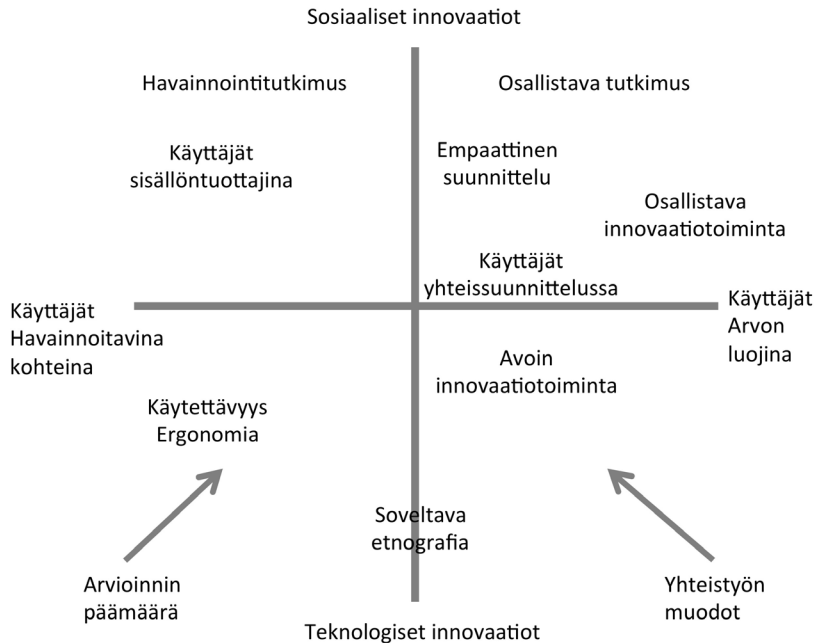 Sosiaaliset innovaatiot
Havainnointitutkimus
Osallistava tutkimus
Käyttäjät
sisällöntuottajina
Empaattinen
suunnittelu
Osallistava
innovaatiotoiminta
Käyttäjät
yhteissuunnittelussa
Käyttäjät
Havainnoitavina
kohteina
Käyttäjät
Arvon
luojina
Avoin
innovaatiotoiminta
Käytettävyys
Ergonomia
Soveltava
etnografia
Arvioinnin
päämäärä
Yhteistyön
muodot
Teknologiset innovaatiot